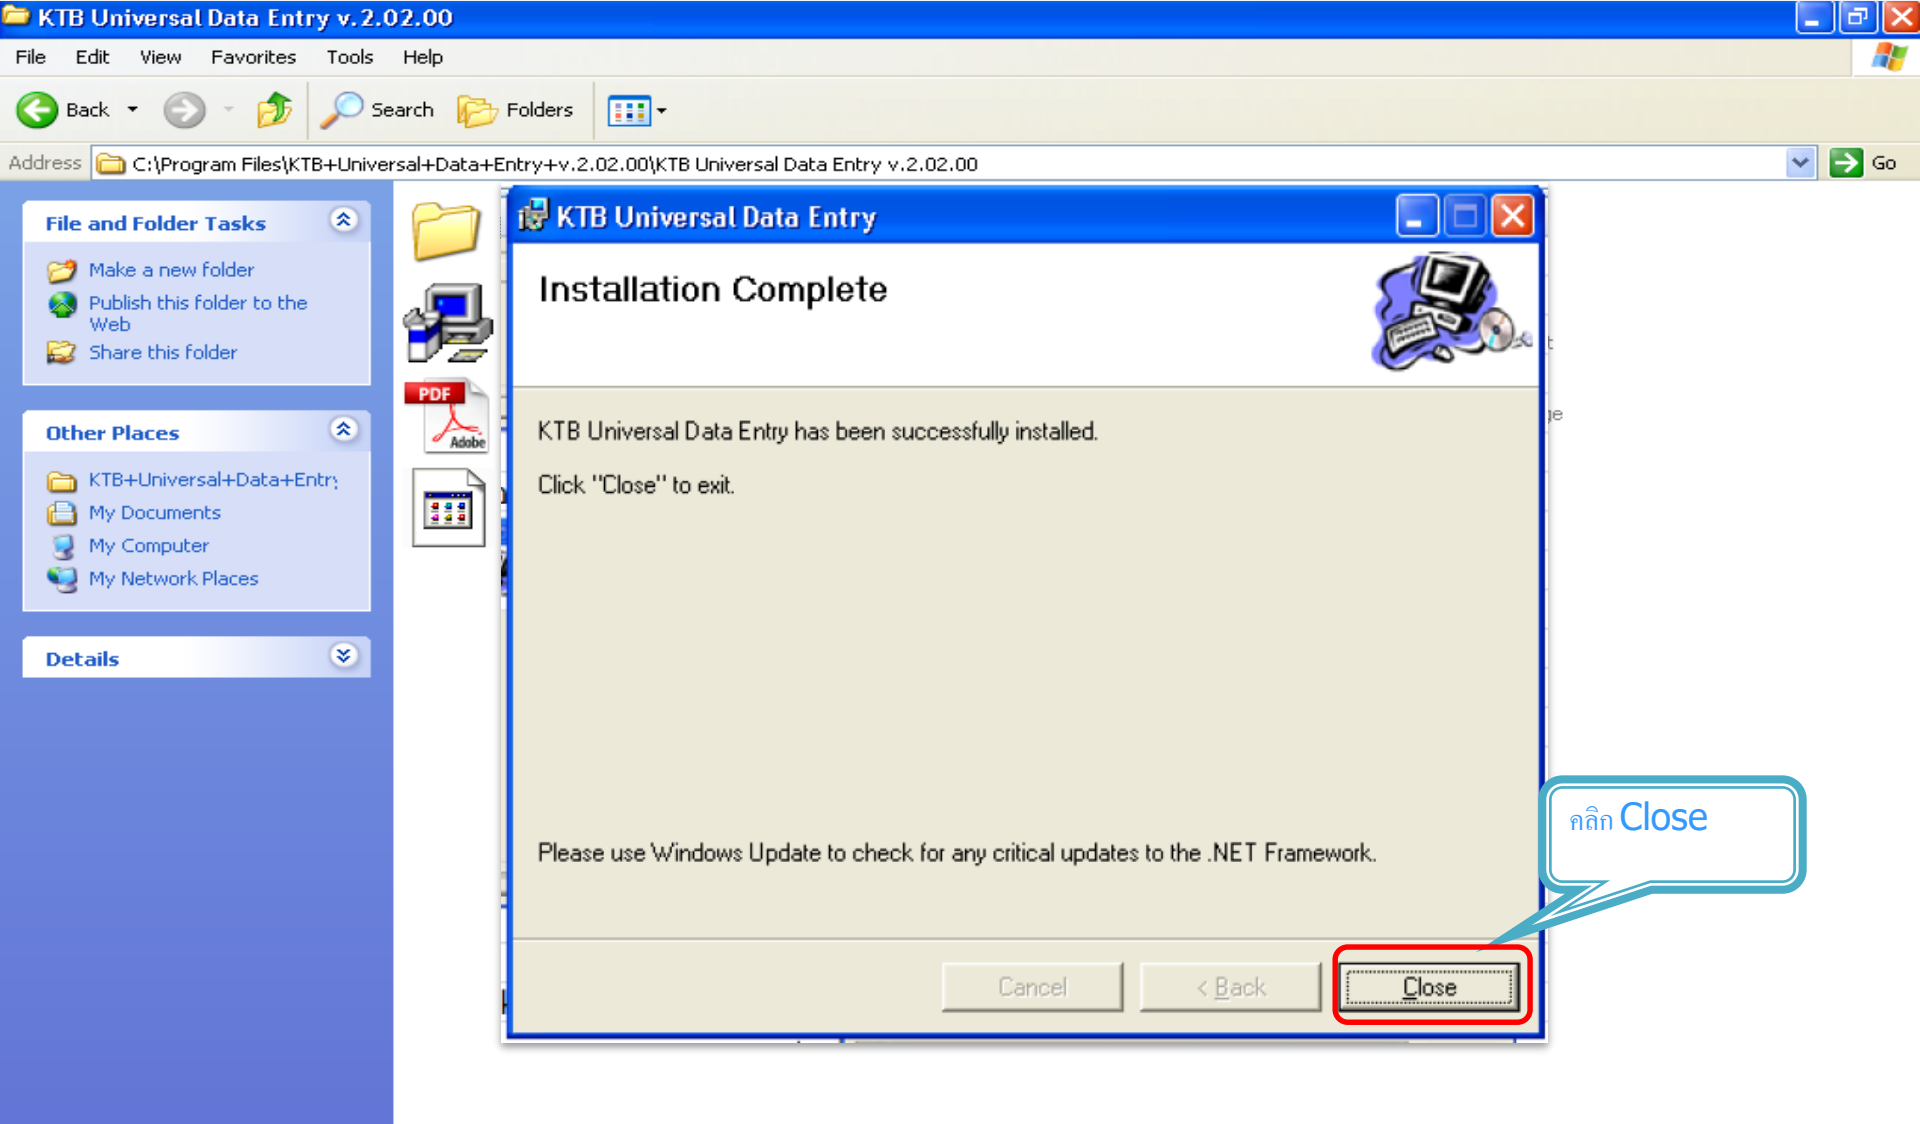 KTB Universal Data Entry v.2.02.00
File Edit View Favorites Tools Help
Back Search Folders
Address C:\Program Files\KTB+Universal+Data+Entry+v.2.02.00\KTB Universal Data Entry v.2.02.00 Go
File and Folder Tasks
Make a new folder
Publish this folder to the
Web
Share this folder
Other Places
KTB+Universal+Data+Entry
My Documents
My Computer
My Network Places
Details
PDF
Adobe
KTB Universal Data Entry
Installation Complete
KTB Universal Data Entry has been successfully installed.
Click "Close" to exit.
Please use Windows Update to check for any critical updates to the .NET Framework.
Cancel < Back Close
คลิก Close